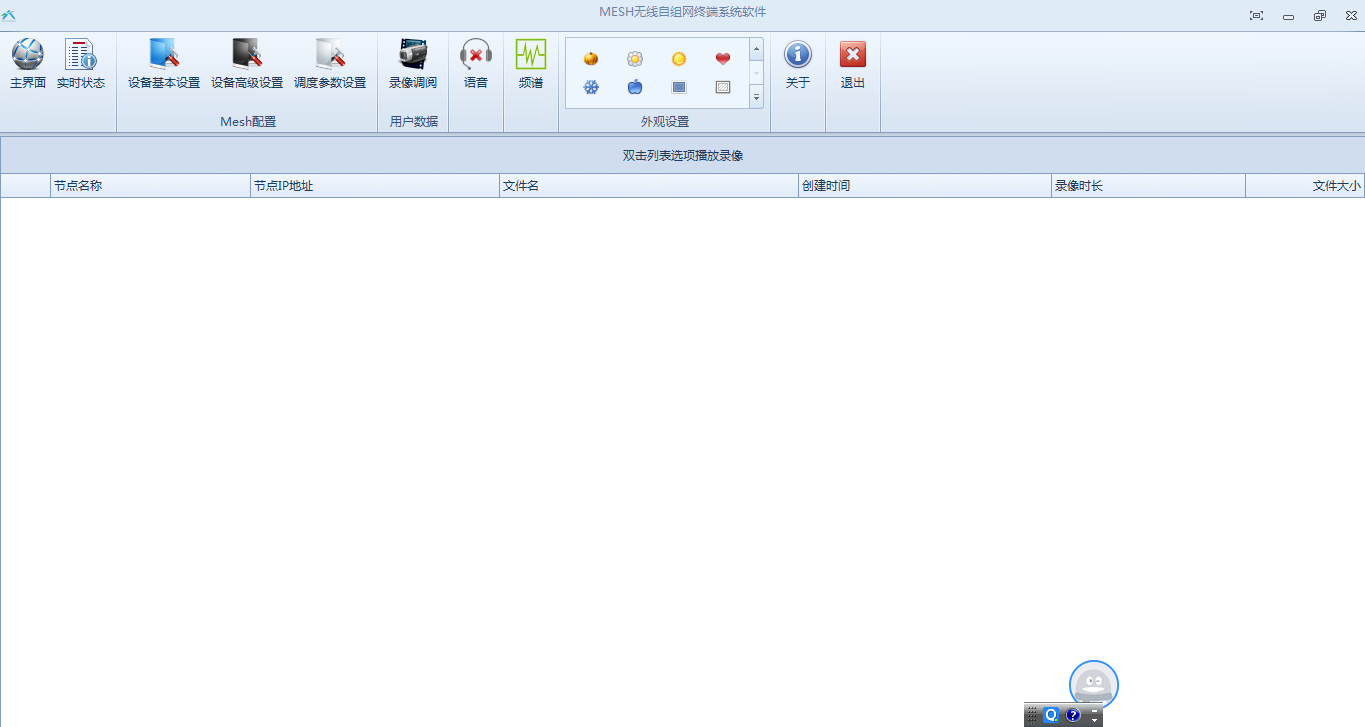 MESH无线自组网终端系统软件
主界面 实时状态 设备基本设置 设备高级设置 调度参数设置 录像调阅 语音 频谱 关于 退出
Mesh配置 用户数据 外观设置
双击列表选项播放录像
节点名称 节点IP地址 文件名 创建时间 录像时长 文件大小